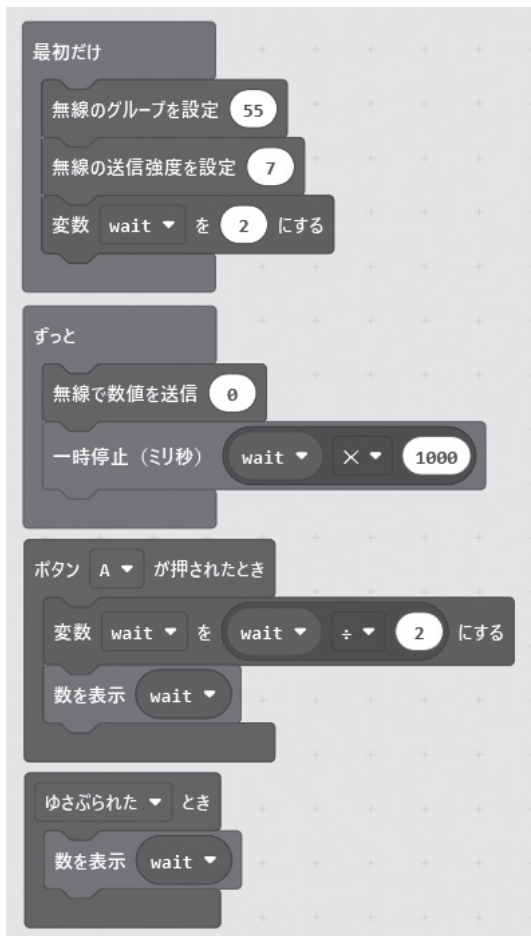 最初だけ
無線のグループを設定 55
無線の送信強度を設定 7
変数 wait を 2 にする
ずっと
無線で数値を送信 0
一時停止（ミリ秒） wait × 1000
ボタン A が押されたとき
変数 wait を wait ÷ 2 にする
数を表示 wait
ゆさぶられた とき
数を表示 wait